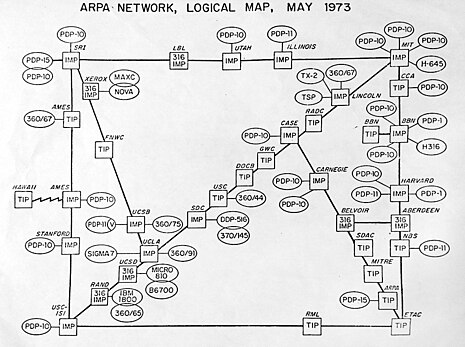 ARPA NETWORK, LOGICAL MAP, MAY 1973
PDP-10
PDP-15
PDP-10
SRI
IMP
LBL
316
IMP
UTAH
IMP
PDP-10
ILLINOIS
IMP
PDP-11
MIT
IMP
PDP-10
PDP-10
PDP-10
H-645
XEROX
316
IMP
MAXC
NOVA
TX-2
360/67
TSP
IMP
LINCOLN
CCA
TIP
PDP-10
AMES
360/67
TIP
RADC
TIP
CASE
PDP-10
IMP
PDP-10
BBN
TIP
BBN
IMP
PDP-1
H316
PDP-10
FNWC
TIP
GWC
TIP
DOCB
TIP
USC
TIP
360/44
CARNEGIE
PDP-10
IMP
PDP-10
HARVARD
PDP-10
PDP-11
IMP
PDP-1
HAWAII
TIP
AMES
IMP
PDP-10
SDC
IMP
DDP-516
370/145
UCSB
PDP-11
V
IMP
360/75
BELVOIR
316
IMP
ABERGEEN
316
IMP
STANFORD
PDP-10
IMP
UCLA
SIGMA7
IMP
360/91
SDAC
TIP
NBS
TIP
PDP-11
UCSD
316
IMP
MICRO
810
B6700
MITRE
TIP
RAND
316
IMP
IBM
1800
360/65
ARPA
PDP-15
TIP
USC-
ISI
PDP-10
IMP
RML
TIP
ETAC
TIP